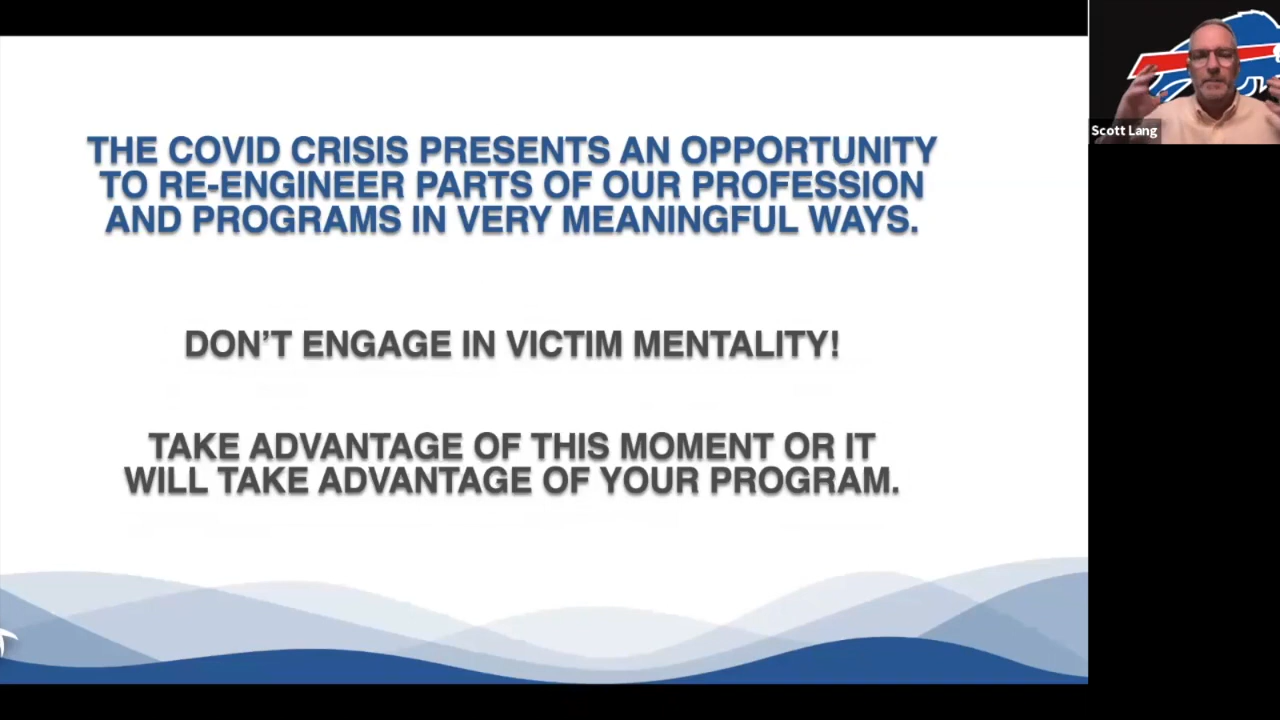 THE COVID CRISIS PRESENTS AN OPPORTUNITY
TO RE-ENGINEER PARTS OF OUR PROFESSION
AND PROGRAMS IN VERY MEANINGFUL WAYS.
DON'T ENGAGE IN VICTIM MENTALITY!
TAKE ADVANTAGE OF THIS MOMENT OR IT
WILL TAKE ADVANTAGE OF YOUR PROGRAM.
Scott Lang